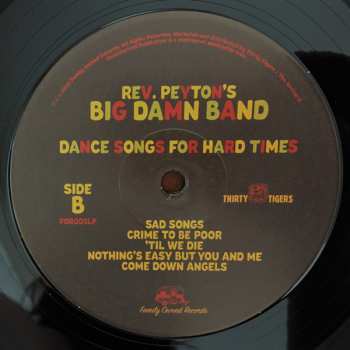 REV. PEYTON'S
BIG DAMN BAND
DANCE SONGS FOR HARD TIMES
SIDE
B
THIRTY TIGERS
SAD SONGS
CRIME TO BE POOR
'TIL WE DIE
NOTHING'S EASY BUT YOU AND ME
COME DOWN ANGELS
Family Owned Records